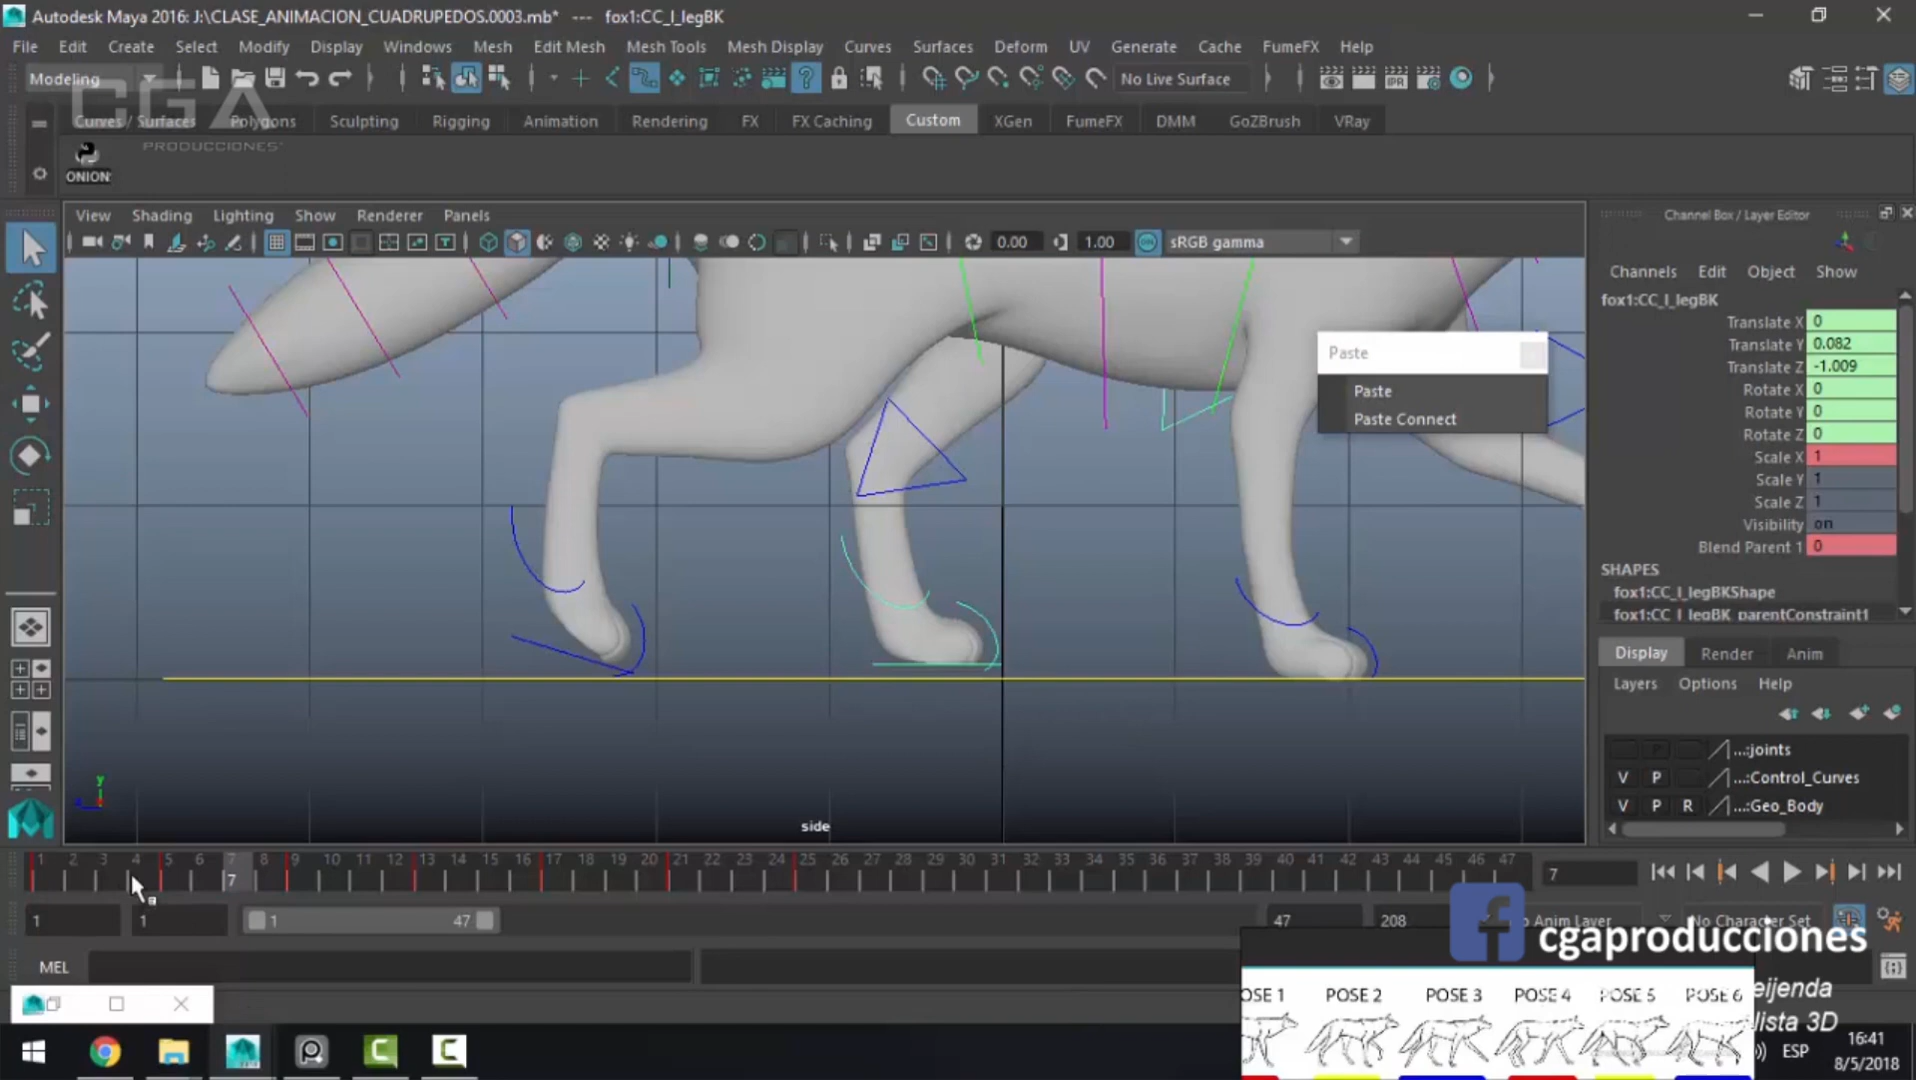 Autodesk Maya 2016: J:\CLASE_ANIMACION_CUADRUPEDOS.0003.mb* --- fox1:CC_l_legBK
File Edit Create Select Modify Display Windows Mesh Edit Mesh Mesh Tools Mesh Display Curves Surfaces Deform UV Generate Cache FumeFX Help
Modeling No Live Surface
CGA
Curves / Surfaces Polygons Sculpting Rigging Animation Rendering FX FX Caching Custom XGen FumeFX DMM GoZBrush VRay
PRODUCCIONES
ONION
View Shading Lighting Show Renderer Panels
0.00 1.00 sRGB gamma
Channel Box / Layer Editor
Channels Edit Object Show
fox1:CC_l_legBK
Translate X 0
Translate Y 0.082
Translate Z -1.009
Rotate X 0
Rotate Y 0
Rotate Z 0
Scale X 1
Scale Y 1
Scale Z 1
Visibility on
Blend Parent 1 0
SHAPES
fox1:CC_l_legBKShape
fox1:CC_l_legBK_parentConstraint1
Paste
Paste
Paste Connect
Display Render Anim
Layers Options Help
...:joints
V P ...:Control_Curves
V P R ...:Geo_Body
y
side
1 2 3 4 5 6 7 8 9 10 11 12 13 14 15 16 17 18 19 20 21 22 23 24 25 26 27 28 29 30 31 32 33 34 35 36 37 38 39 40 41 42 43 44 45 46 47
7
7
1 1 1 47 47 208 Anim Layer No Character Set
MEL
f cgaproducciones
POSE 2 POSE 3 POSE 4 POSE 5 POSE 6
ESP
16:41
8/5/2018